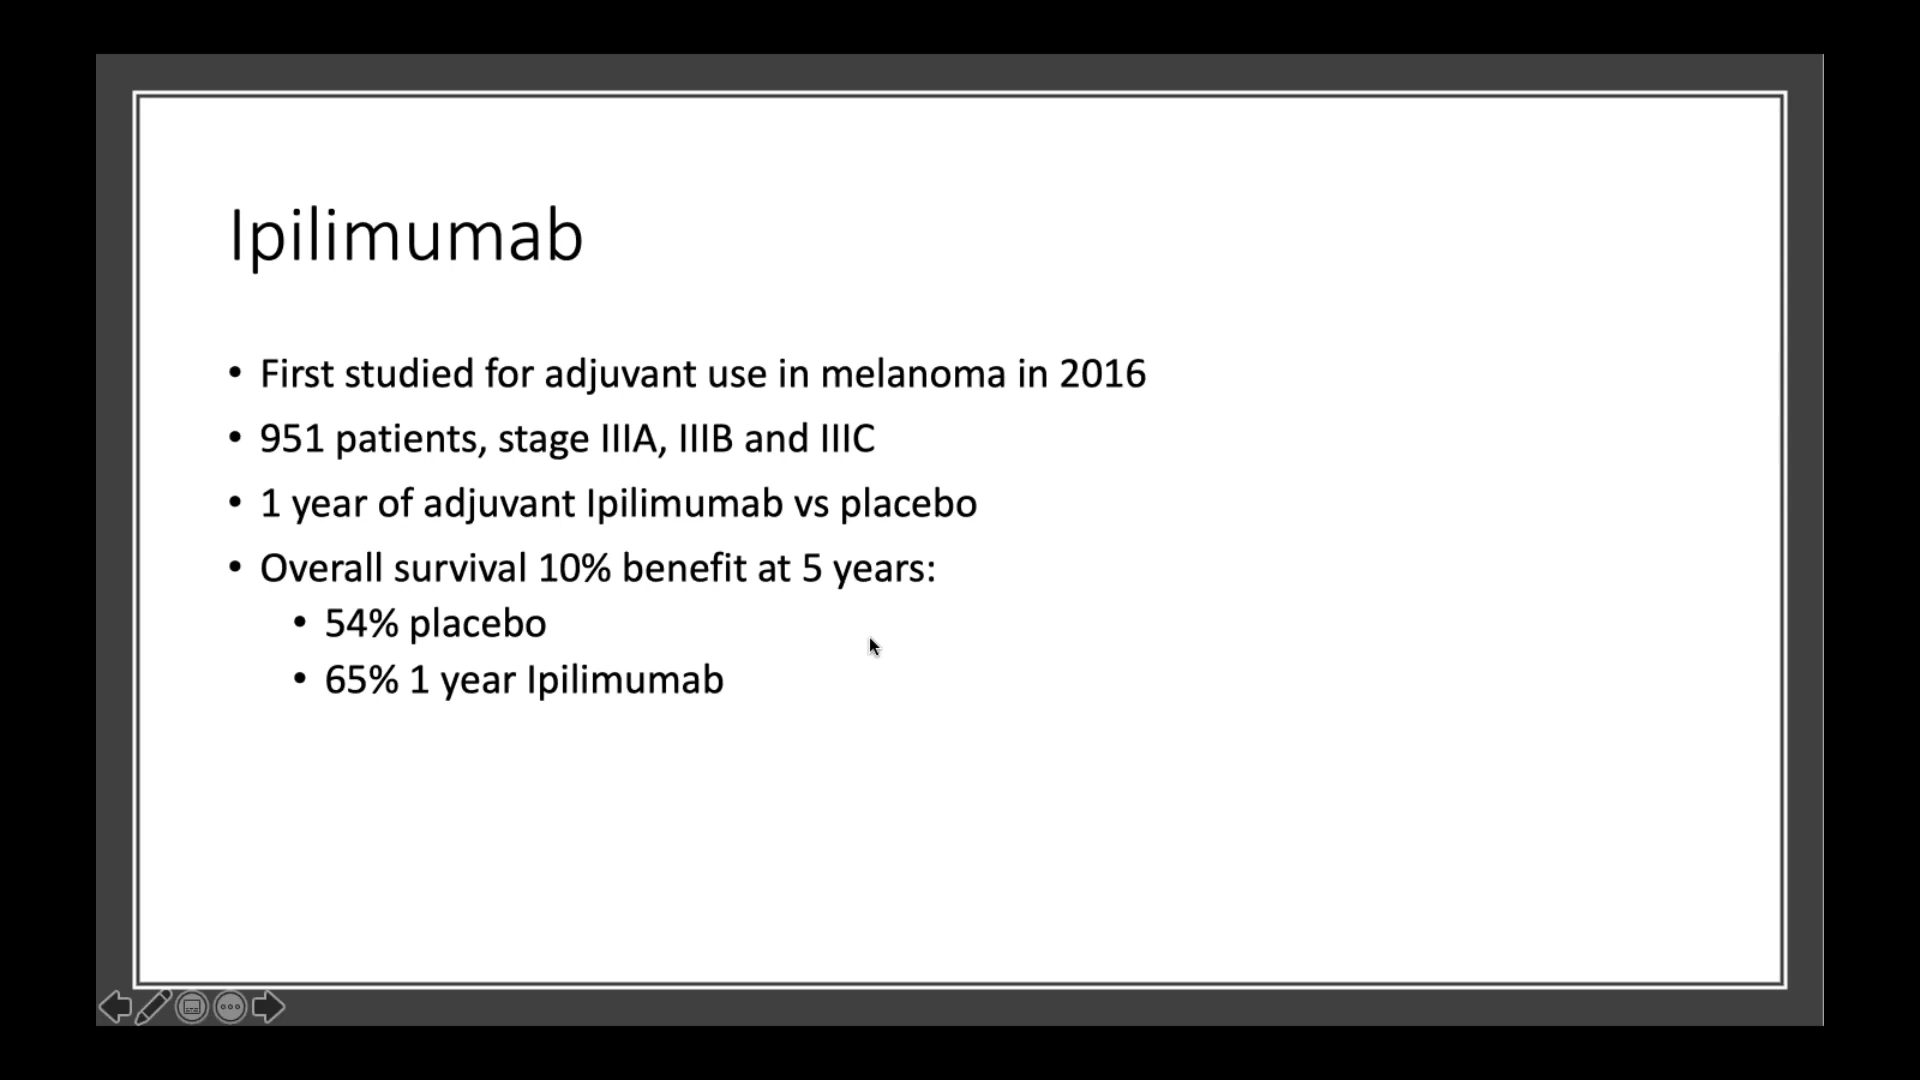 Ipilimumab
• First studied for adjuvant use in melanoma in 2016
• 951 patients, stage IIIA, IIIB and IIIC
• 1 year of adjuvant Ipilimumab vs placebo
• Overall survival 10% benefit at 5 years:
• 54% placebo
• 65% 1 year Ipilimumab